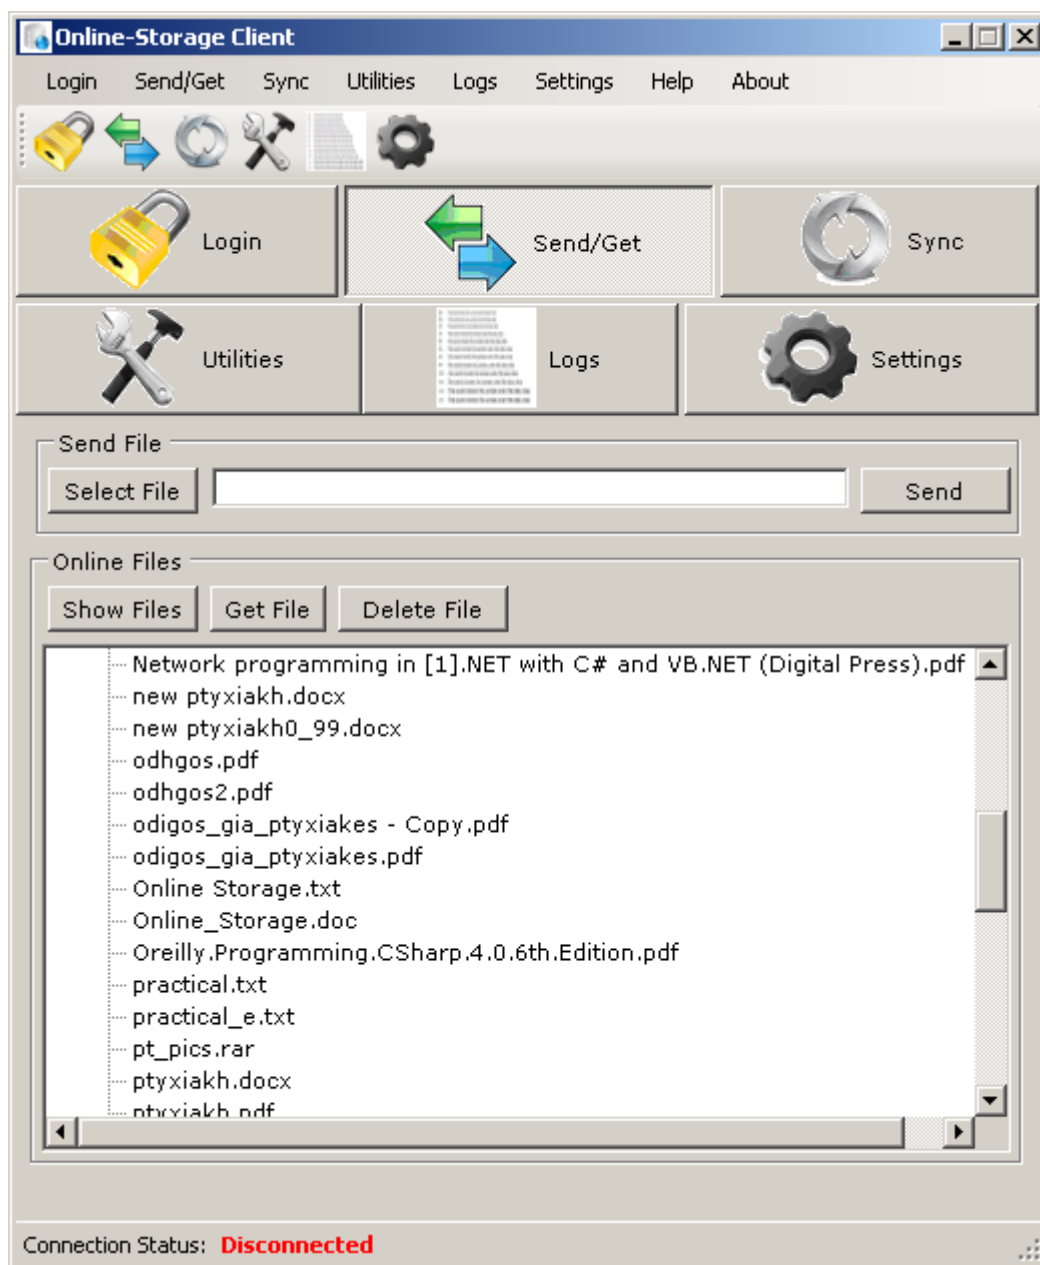 Online-Storage Client
Login Send/Get Sync Utilities Logs Settings Help About
Login Send/Get Sync
Utilities Logs Settings
Send File
Select File Send
Online Files
Show Files Get File Delete File
Network programming in [1].NET with C# and VB.NET (Digital Press).pdf
new ptyxiakh.docx
new ptyxiakh0_99.docx
odhgos.pdf
odhgos2.pdf
odigos_gia_ptyxiakes - Copy.pdf
odigos_gia_ptyxiakes.pdf
Online Storage.txt
Online_Storage.doc
Oreilly.Programming.CSharp.4.0.6th.Edition.pdf
practical.txt
practical_e.txt
pt_pics.rar
ptyxiakh.docx
ptyxiakh.pdf
Connection Status: Disconnected